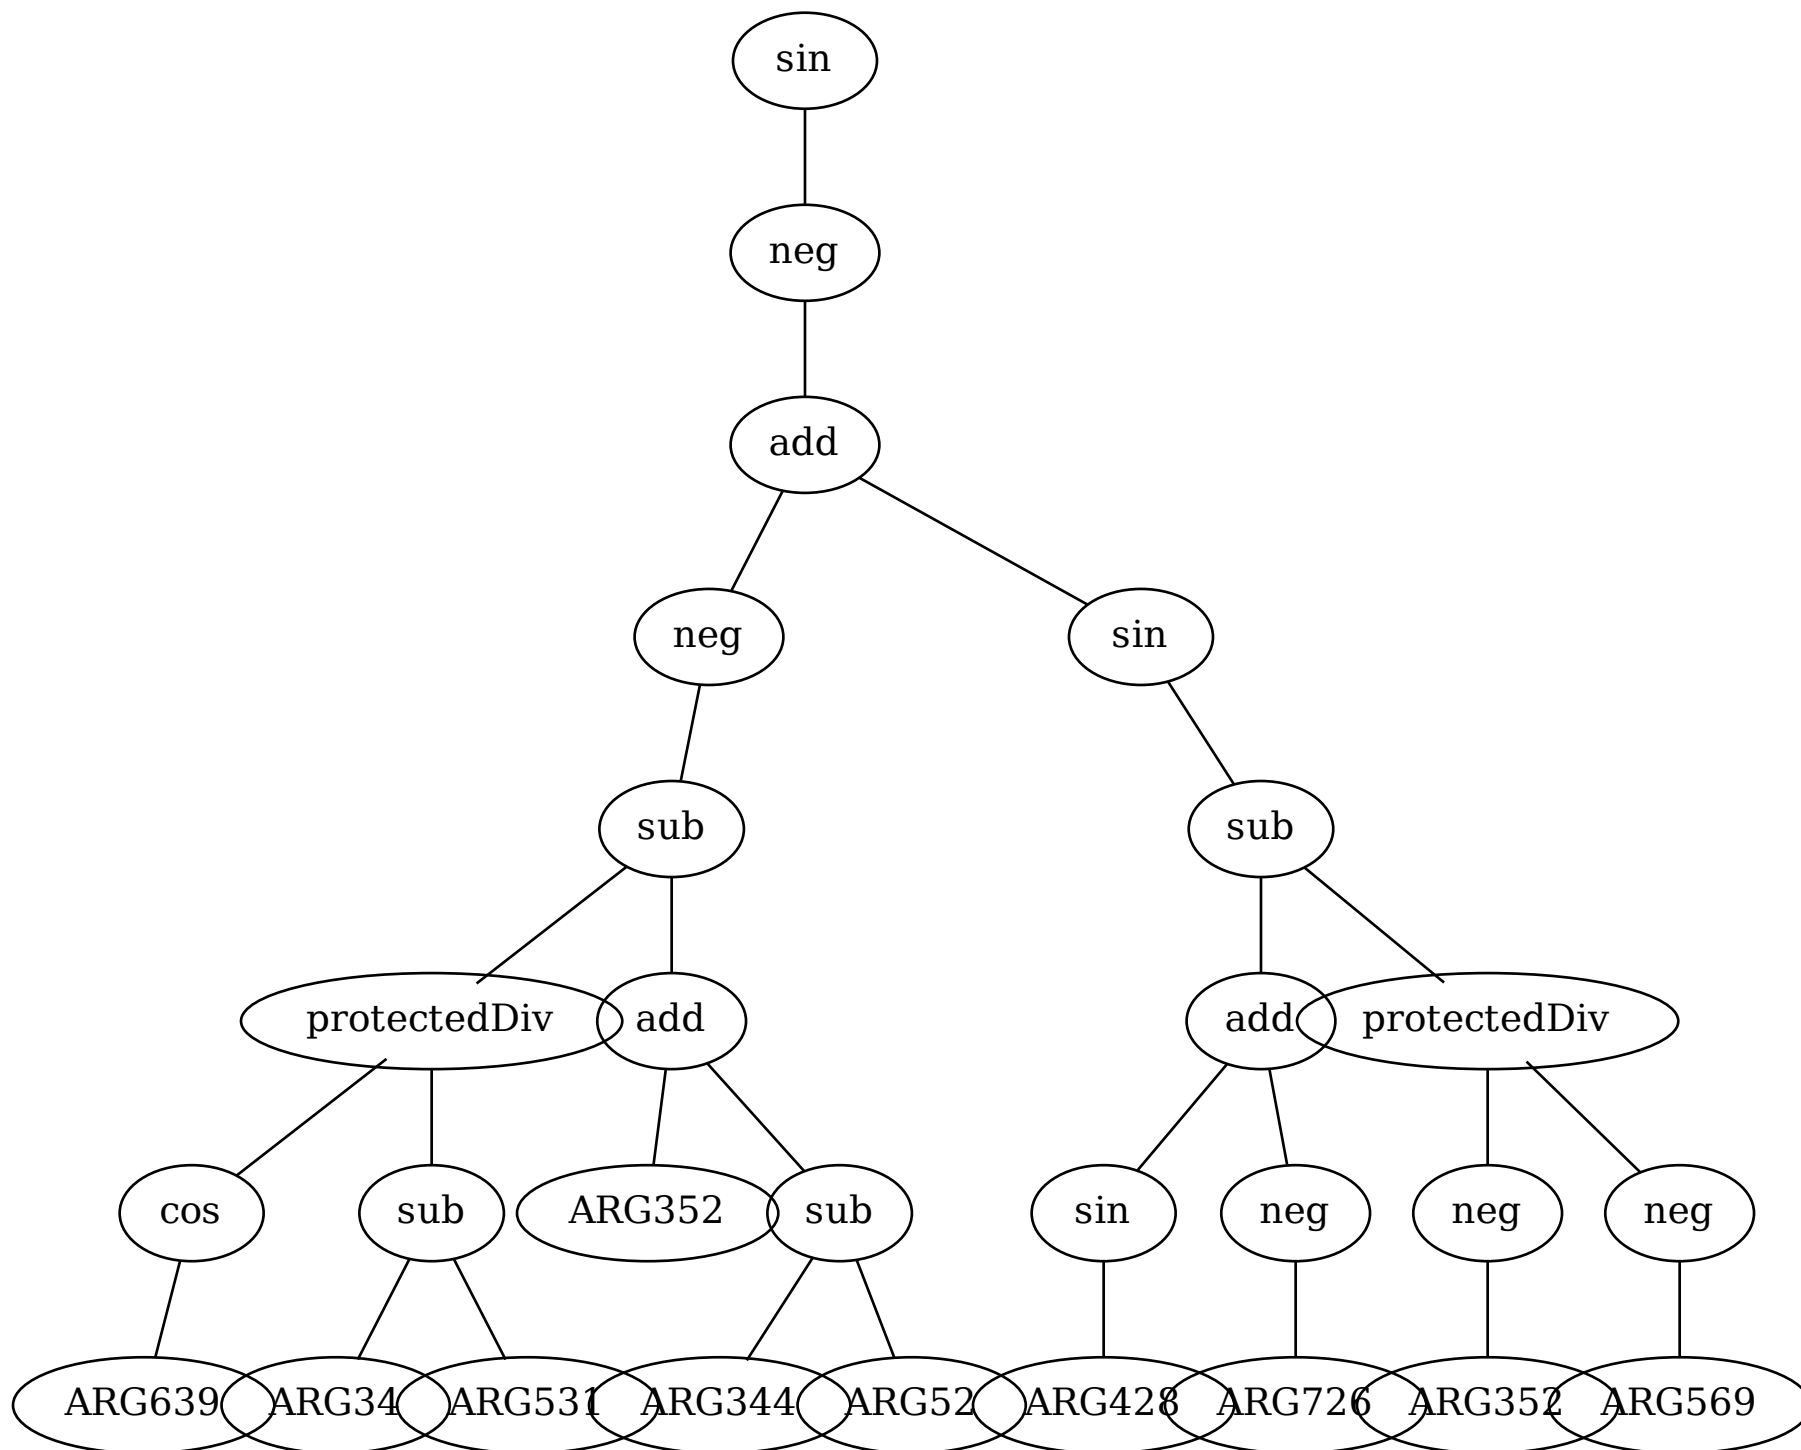 sin
neg
add
neg sin
sub sub
protectedDiv add add protectedDiv
cos sub ARG352 sub sin neg neg neg
ARG639 ARG34 ARG531 ARG344 ARG52 ARG428 ARG726 ARG352 ARG569